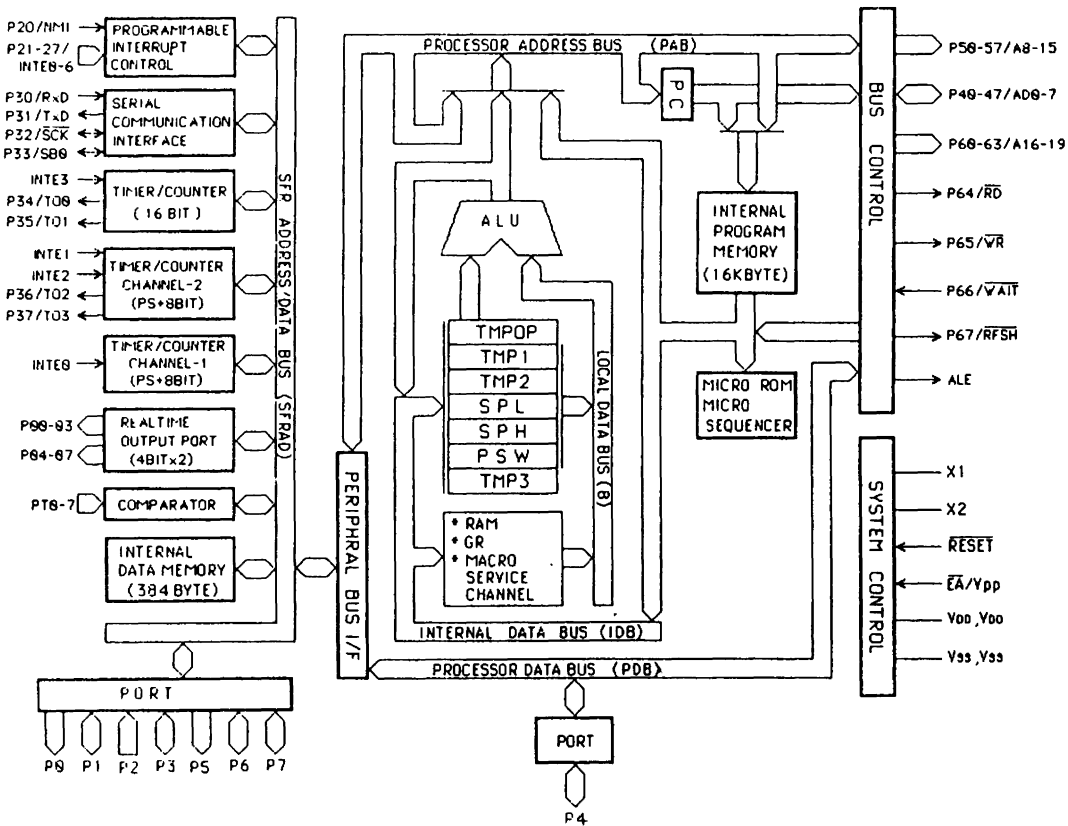 P20/NMI
P21-27/
INTE0-6
PROGRAMMABLE
INTERRUPT
CONTROL
P30/RxD
P31/TxD
P32/SCK
P33/SB0
SERIAL
COMMUNICATION
INTERFACE
INTE3
P34/TO0
P35/TO1
TIMER/COUNTER
(16 BIT)
INTE1
INTE2
P36/TO2
P37/TO3
TIMER/COUNTER
CHANNEL-2
(PS+8BIT)
INTE0
TIMER/COUNTER
CHANNEL-1
(PS+8BIT)
P00-03
P04-07
REALTIME
OUTPUT PORT
(4BITx2)
PT0-7
COMPARATOR
INTERNAL
DATA MEMORY
(384 BYTE)
SFR ADDRESS/DATA BUS (SFRAD)
PORT
P0
P1
P2
P3
P5
P6
P7
PERIPHRAL BUS I/F
PROCESSOR ADDRESS BUS (PAB)
PC
ALU
TMPOP
TMP1
TMP2
SPL
SPH
PSW
TMP3
LOCAL DATA BUS (8)
* RAM
* GR
* MACRO
SERVICE
CHANNEL
INTERNAL DATA BUS (IDB)
PROCESSOR DATA BUS (PDB)
PORT
P4
INTERNAL
PROGRAM
MEMORY
(16KBYTE)
MICRO ROM
MICRO
SEQUENCER
BUS CONTROL
P50-57/A8-15
P40-47/AD0-7
P60-63/A16-19
P64/RD
P65/WR
P66/WAIT
P67/RFSH
ALE
SYSTEM CONTROL
X1
X2
RESET
EA/Vpp
VDD,VDD
VSS,VSS